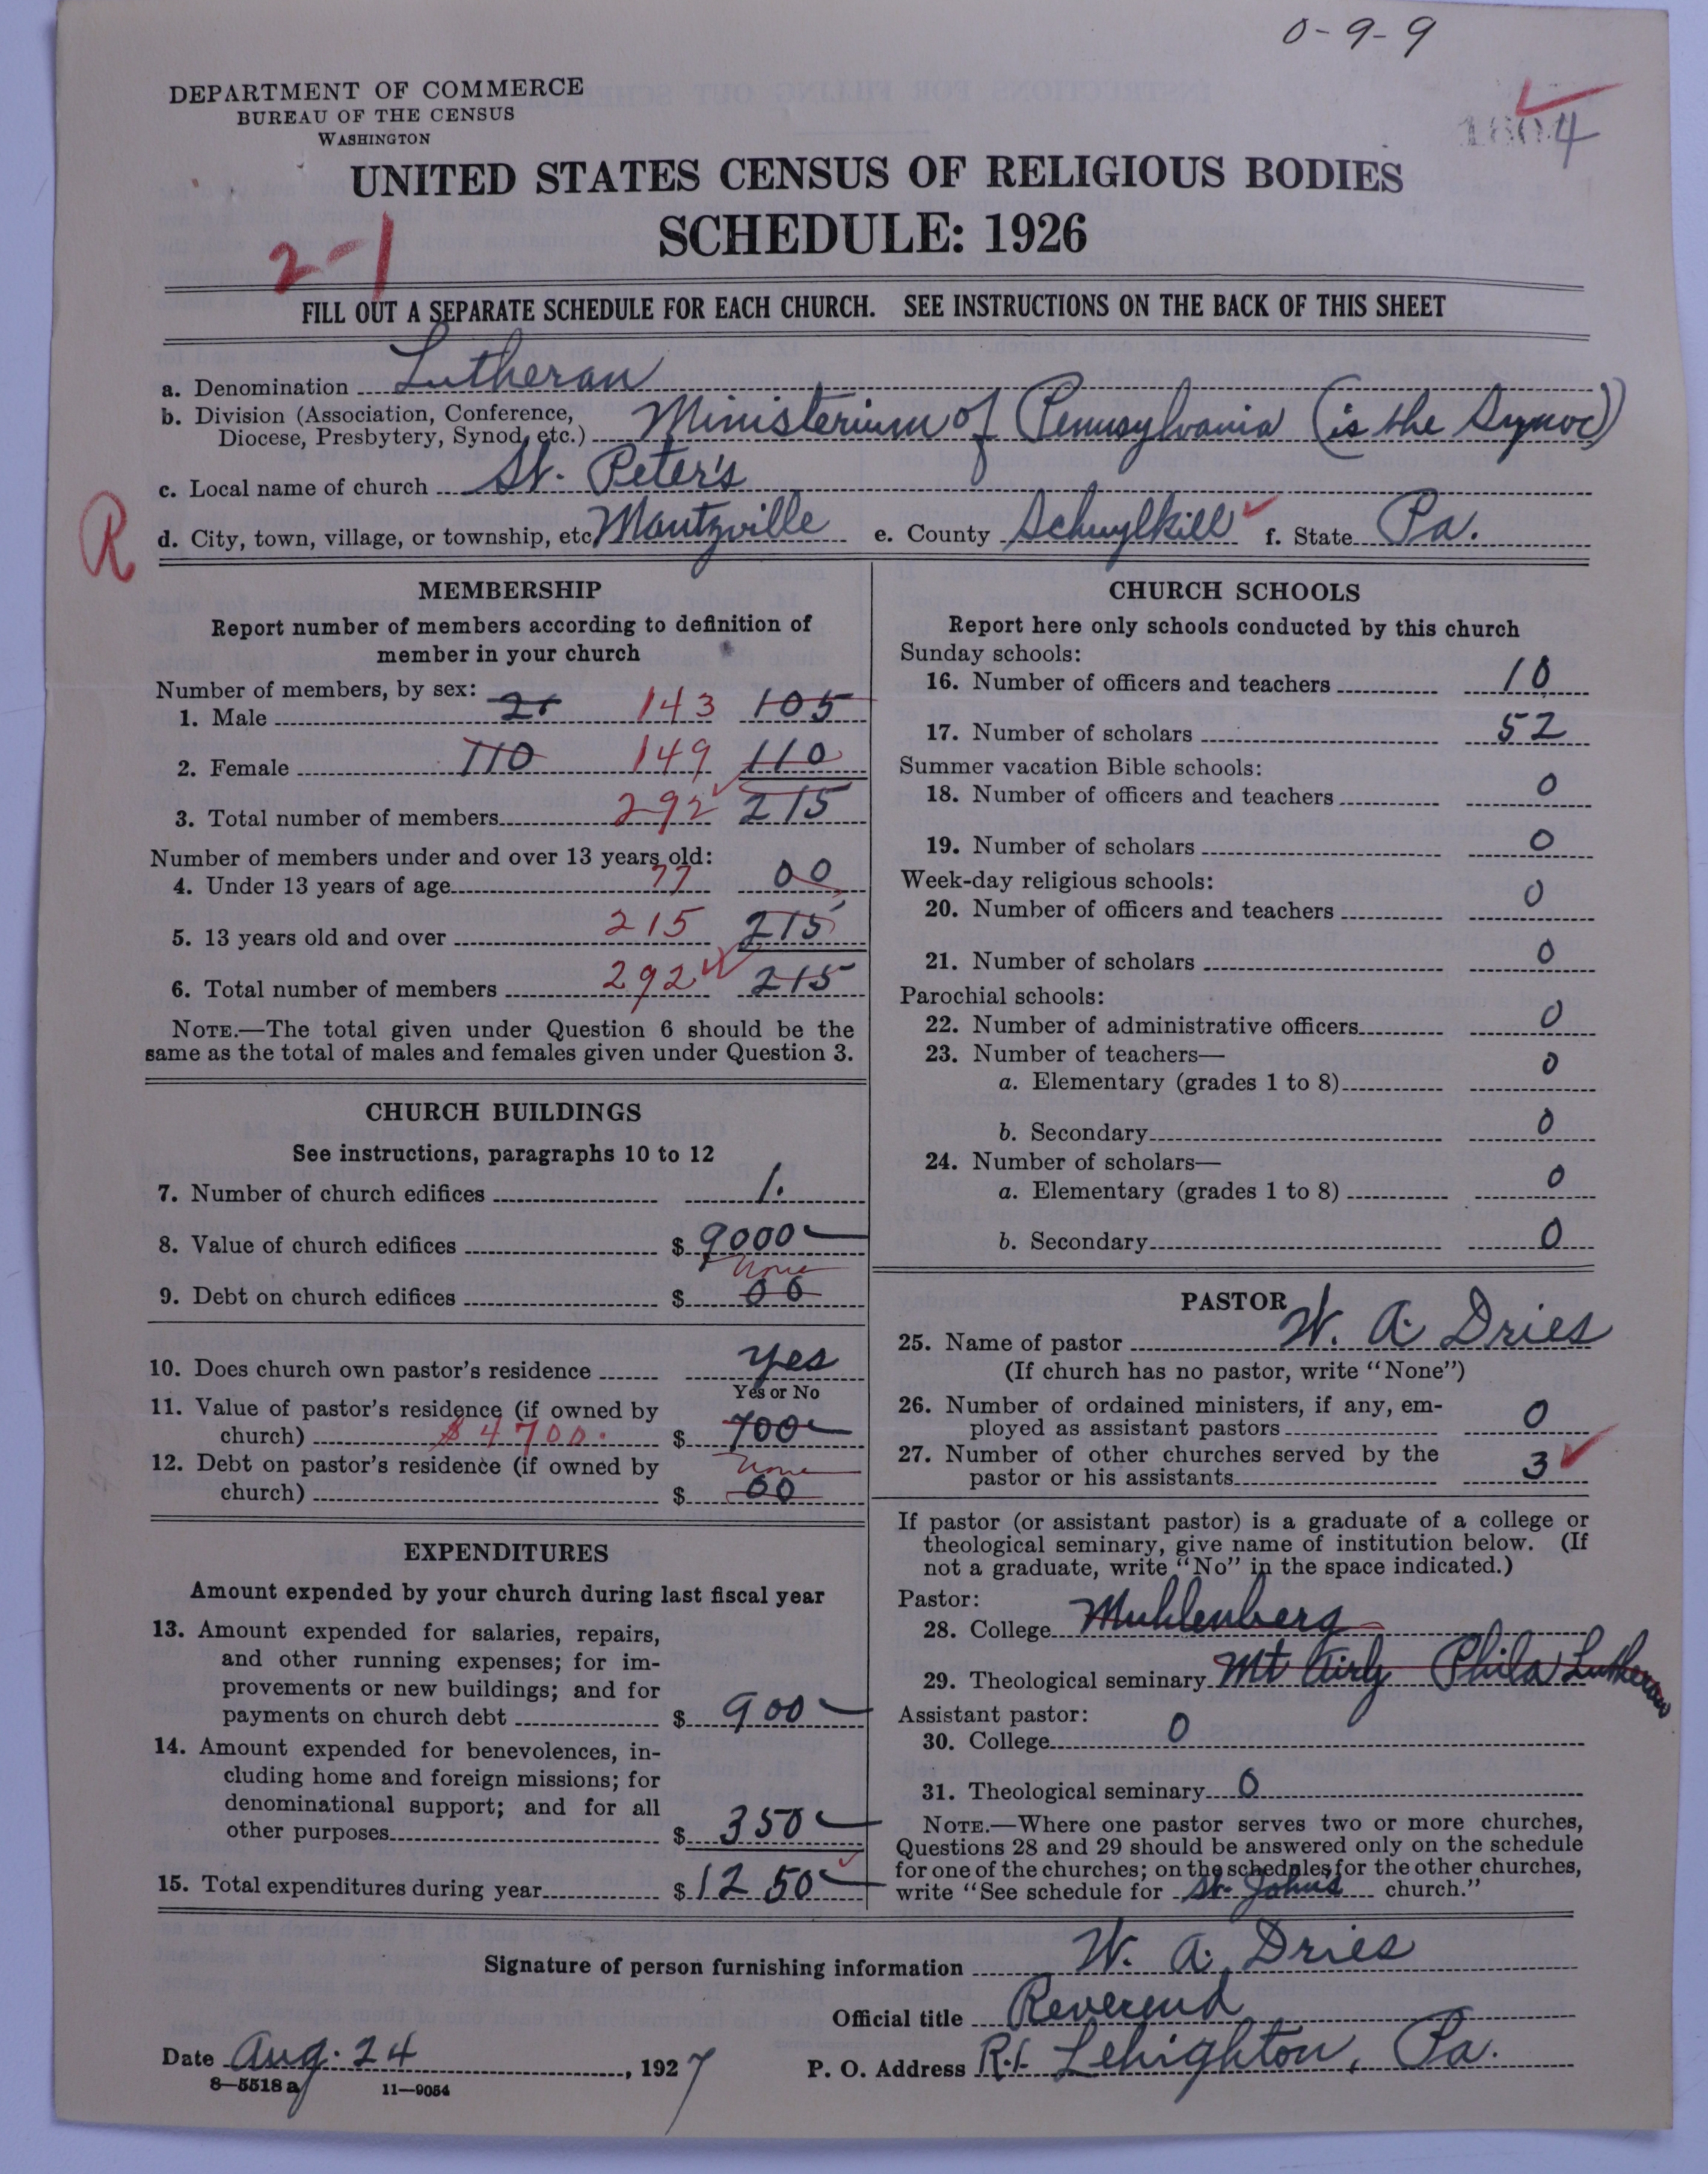 0-9-9
DEPARTMENT OF COMMERCE
BUREAU OF THE CENSUS
WASHINGTON
4
UNITED STATES CENSUS OF RELIGIOUS BODIES
SCHEDULE: 1926
2-1
FILL OUT A SEPARATE SCHEDULE FOR EACH CHURCH. SEE INSTRUCTIONS ON THE BACK OF THIS SHEET
a. Denomination Lutheran
b. Division (Association, Conference,
Diocese, Presbytery, Synod, etc.) Ministerium of Pennsylvania (is the Synod)
c. Local name of church St. Peter's
R
d. City, town, village, or township, etc. Mantzville e. County Schuylkill f. State Pa.
MEMBERSHIP
Report number of members according to definition of
member in your church
Number of members, by sex:
1. Male 143 105
2. Female 110 149 110
3. Total number of members 292 215
Number of members under and over 13 years old:
4. Under 13 years of age 77 00
5. 13 years old and over 215 215
6. Total number of members 292 215
NOTE.—The total given under Question 6 should be the
same as the total of males and females given under Question 3.
CHURCH BUILDINGS
See instructions, paragraphs 10 to 12
7. Number of church edifices 1.
8. Value of church edifices $ 9000
none
9. Debt on church edifices $ 00
10. Does church own pastor's residence yes
Yes or No
11. Value of pastor's residence (if owned by
church) $4700. $ 700
12. Debt on pastor's residence (if owned by none
church) $ 00
EXPENDITURES
Amount expended by your church during last fiscal year
13. Amount expended for salaries, repairs,
and other running expenses; for im-
provements or new buildings; and for
payments on church debt $ 900
14. Amount expended for benevolences, in-
cluding home and foreign missions; for
denominational support; and for all
other purposes $ 350
15. Total expenditures during year $ 1250
CHURCH SCHOOLS
Report here only schools conducted by this church
Sunday schools:
16. Number of officers and teachers 10
17. Number of scholars 52
Summer vacation Bible schools:
18. Number of officers and teachers 0
19. Number of scholars 0
Week-day religious schools:
20. Number of officers and teachers 0
21. Number of scholars 0
Parochial schools:
22. Number of administrative officers 0
23. Number of teachers—
a. Elementary (grades 1 to 8) 0
b. Secondary 0
24. Number of scholars—
a. Elementary (grades 1 to 8) 0
b. Secondary 0
PASTOR
25. Name of pastor W. A. Dries
(If church has no pastor, write "None")
26. Number of ordained ministers, if any, em-
ployed as assistant pastors 0
27. Number of other churches served by the
pastor or his assistants 3
If pastor (or assistant pastor) is a graduate of a college or
theological seminary, give name of institution below. (If
not a graduate, write "No" in the space indicated.)
Pastor:
28. College Muhlenberg
29. Theological seminary Mt Airly Phila Lutheran
Assistant pastor:
30. College 0
31. Theological seminary 0
NOTE.—Where one pastor serves two or more churches,
Questions 28 and 29 should be answered only on the schedule
for one of the churches; on the schedules for the other churches,
write "See schedule for St. Johns church."
Signature of person furnishing information W. A. Dries
Official title Reverend
Date Aug. 24, 1927 P. O. Address R.1. Lehighton, Pa.
8—5518 a 11—9054